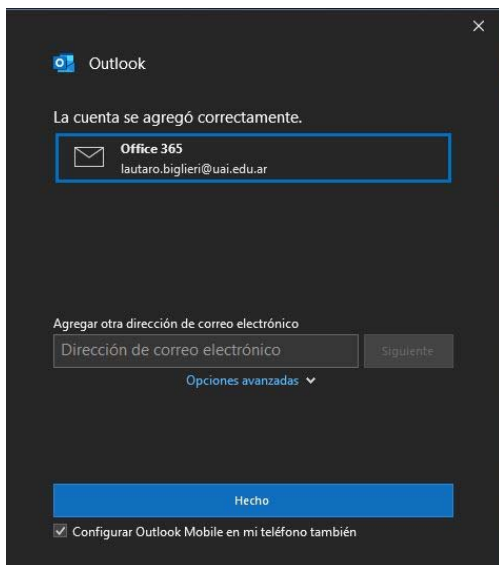 Outlook
La cuenta se agregó correctamente.
Office 365
lautaro.biglieri@uai.edu.ar
Agregar otra dirección de correo electrónico
Dirección de correo electrónico
Siguiente
Opciones avanzadas
Hecho
Configurar Outlook Mobile en mi teléfono también